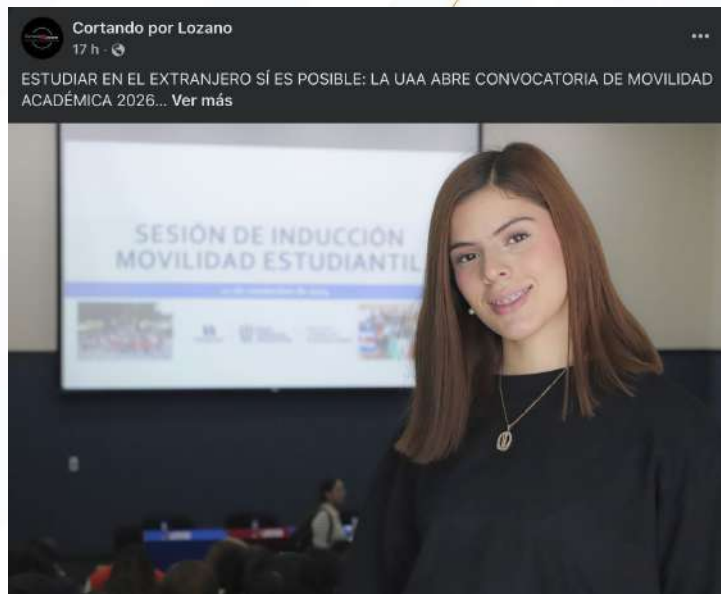 Cortando por Lozano
17 h
ESTUDIAR EN EL EXTRANJERO SÍ ES POSIBLE: LA UAA ABRE CONVOCATORIA DE MOVILIDAD
ACADÉMICA 2026... Ver más
SESIÓN DE INDUCCIÓN
MOVILIDAD ESTUDIANTIL